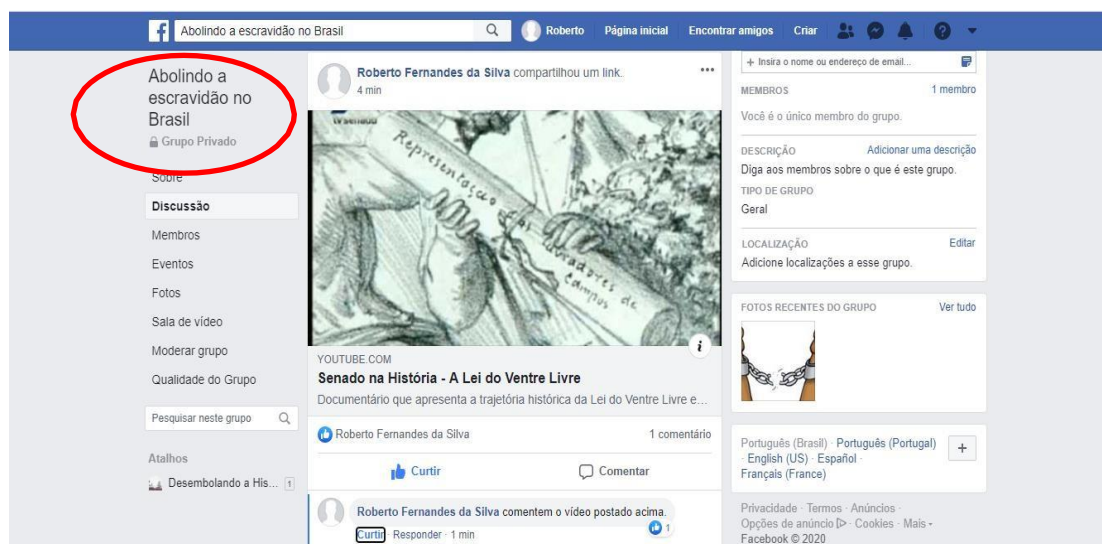 Abolindo a escravidão no Brasil
Roberto Página inicial Encontrar amigos Criar
Abolindo a
escravidão no
Brasil
Grupo Privado
Sobre
Discussão
Membros
Eventos
Fotos
Sala de vídeo
Moderar grupo
Qualidade do Grupo
Pesquisar neste grupo
Atalhos
Desembolando a His... 1
Roberto Fernandes da Silva compartilhou um link.
4 min
tv senado
Representação dos lavradores de campus
YOUTUBE.COM
Senado na História - A Lei do Ventre Livre
Documentário que apresenta a trajetória histórica da Lei do Ventre Livre e...
Roberto Fernandes da Silva 1 comentário
Curtir Comentar
Roberto Fernandes da Silva comentem o vídeo postado acima.
Curtir · Responder · 1 min 1
+ Insira o nome ou endereço de email...
MEMBROS 1 membro
Você é o único membro do grupo.
DESCRIÇÃO Adicionar uma descrição
Diga aos membros sobre o que é este grupo.
TIPO DE GRUPO
Geral
LOCALIZAÇÃO Editar
Adicione localizações a esse grupo.
FOTOS RECENTES DO GRUPO Ver tudo
Português (Brasil) · Português (Portugal)
· English (US) · Español ·
Français (France)
Privacidade · Termos · Anúncios ·
Opções de anúncio · Cookies · Mais
Facebook © 2020